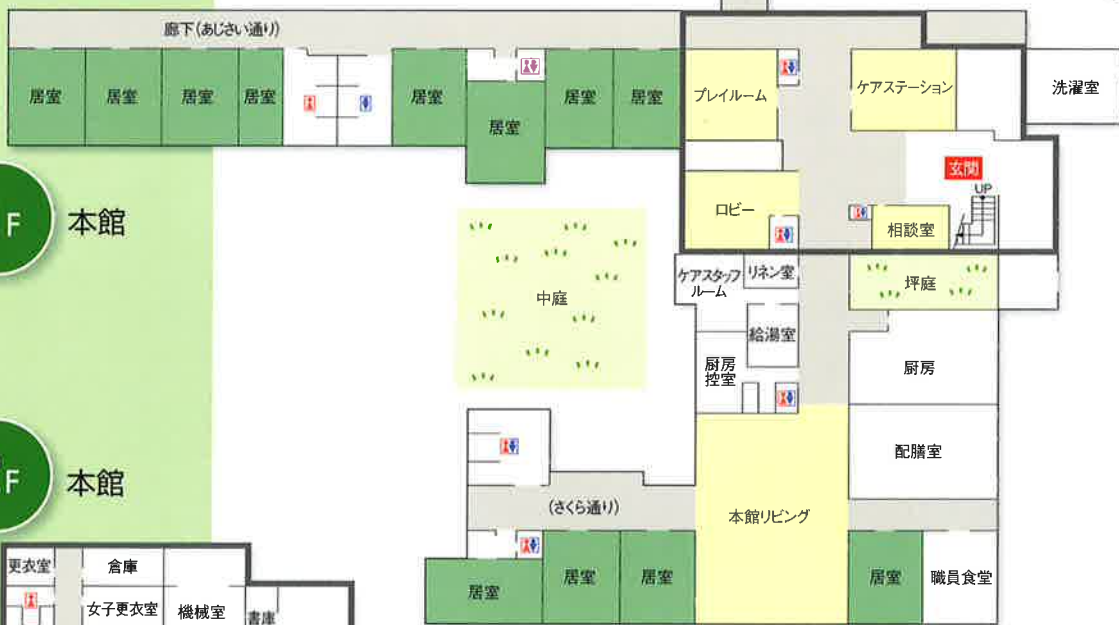 廊下(あじさい通り)
居室
居室
居室
居室
居室
居室
居室
居室
プレイルーム
ケアステーション
洗濯室
玄関
UP
ロビー
相談室
F 本館
中庭
ケアスタッフ
ルーム
リネン室
坪庭
給湯室
厨房
控室
厨房
配膳室
F 本館
(さくら通り)
本館リビング
居室
居室
居室
居室
職員食堂
更衣室
倉庫
女子更衣室
機械室
書庫